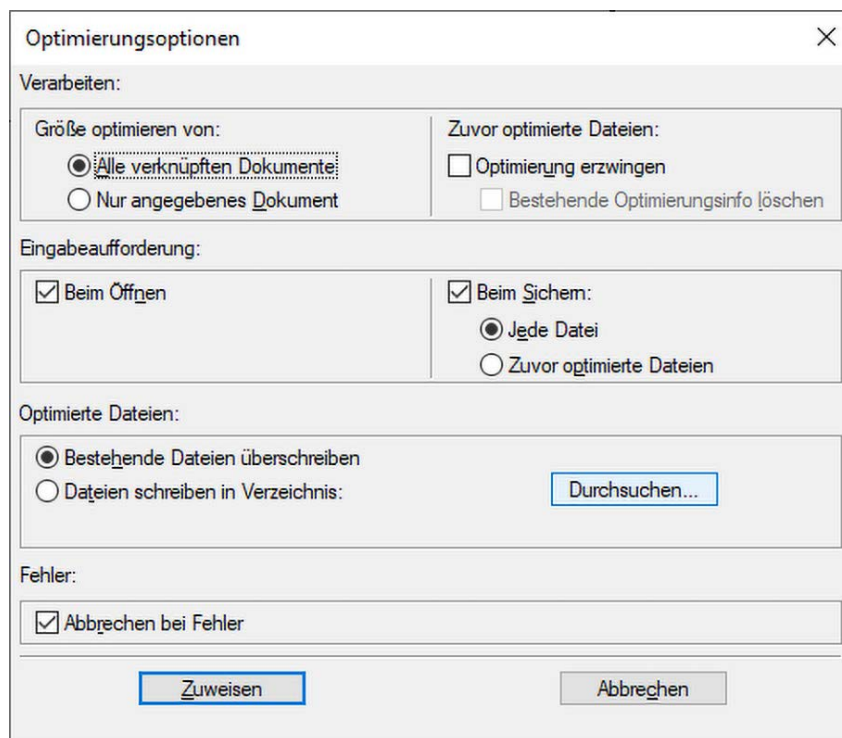 Optimierungsoptionen
Verarbeiten:
Größe optimieren von:
Alle verknüpften Dokumente
Nur angegebenes Dokument
Zuvor optimierte Dateien:
Optimierung erzwingen
Bestehende Optimierungsinfo löschen
Eingabeaufforderung:
Beim Öffnen
Beim Sichern:
Jede Datei
Zuvor optimierte Dateien
Optimierte Dateien:
Bestehende Dateien überschreiben
Dateien schreiben in Verzeichnis:
Durchsuchen...
Fehler:
Abbrechen bei Fehler
Zuweisen
Abbrechen